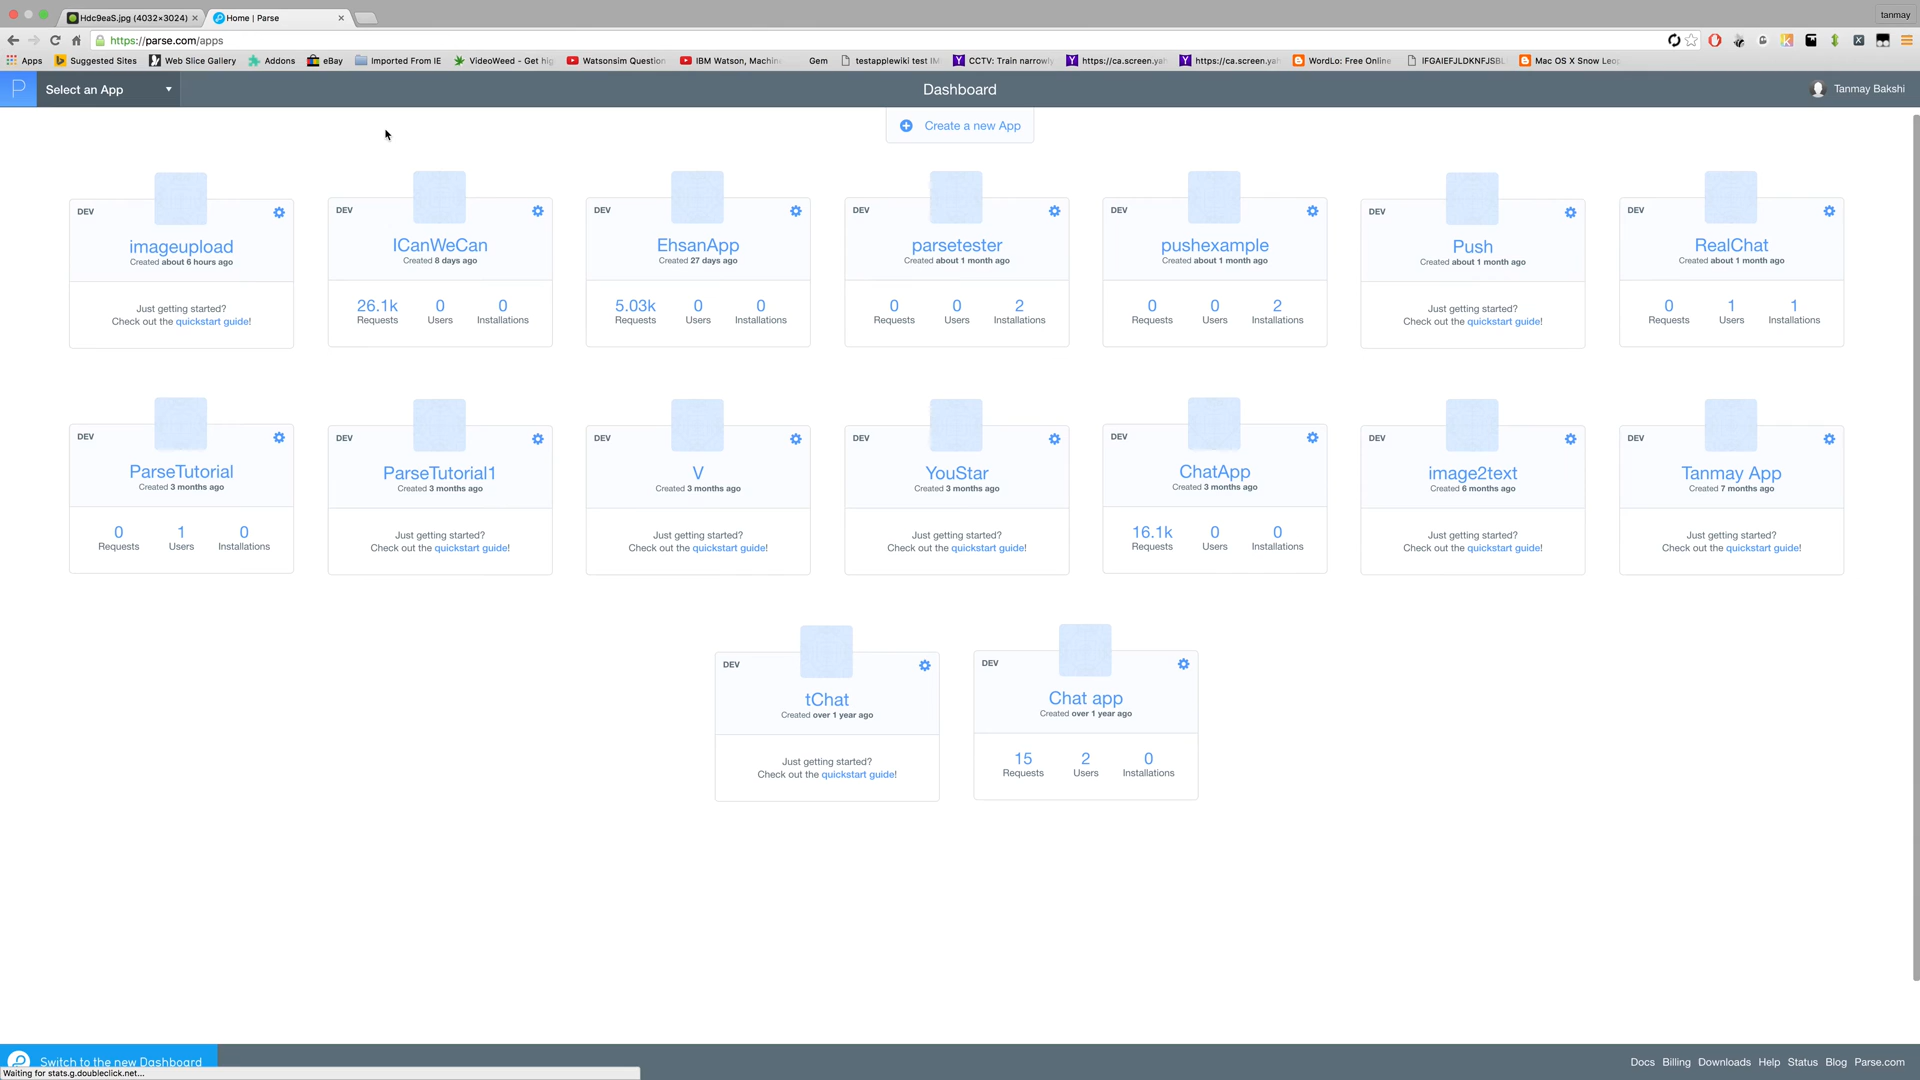 Hdc9eaS.jpg (4032×3024)
Home | Parse
tanmay
https://parse.com/apps
Apps
Suggested Sites
Web Slice Gallery
Addons
eBay
Imported From IE
VideoWeed - Get hig
Watsonsim Question
IBM Watson, Machin
Gem
testapplewiki test IM
CCTV: Train narrowly
https://ca.screen.yah
https://ca.screen.yah
WordLo: Free Online
IFGAIEFJLDKNFJSBL
Mac OS X Snow Leo
Select an App
Dashboard
Tanmay Bakshi
Create a new App
DEV
imageupload
Created about 6 hours ago
Just getting started?
Check out the quickstart guide!
DEV
ICanWeCan
Created 8 days ago
26.1k
Requests
0
Users
0
Installations
DEV
EhsanApp
Created 27 days ago
5.03k
Requests
0
Users
0
Installations
DEV
parsetester
Created about 1 month ago
0
Requests
0
Users
2
Installations
DEV
pushexample
Created about 1 month ago
0
Requests
0
Users
2
Installations
DEV
Push
Created about 1 month ago
Just getting started?
Check out the quickstart guide!
DEV
RealChat
Created about 1 month ago
0
Requests
1
Users
1
Installations
DEV
ParseTutorial
Created 3 months ago
0
Requests
1
Users
0
Installations
DEV
ParseTutorial1
Created 3 months ago
Just getting started?
Check out the quickstart guide!
DEV
V
Created 3 months ago
Just getting started?
Check out the quickstart guide!
DEV
YouStar
Created 3 months ago
Just getting started?
Check out the quickstart guide!
DEV
ChatApp
Created 3 months ago
16.1k
Requests
0
Users
0
Installations
DEV
image2text
Created 6 months ago
Just getting started?
Check out the quickstart guide!
DEV
Tanmay App
Created 7 months ago
Just getting started?
Check out the quickstart guide!
DEV
tChat
Created over 1 year ago
Just getting started?
Check out the quickstart guide!
DEV
Chat app
Created over 1 year ago
15
Requests
2
Users
0
Installations
Switch to the new Dashboard
Waiting for stats.g.doubleclick.net...
Docs Billing Downloads Help Status Blog Parse.com